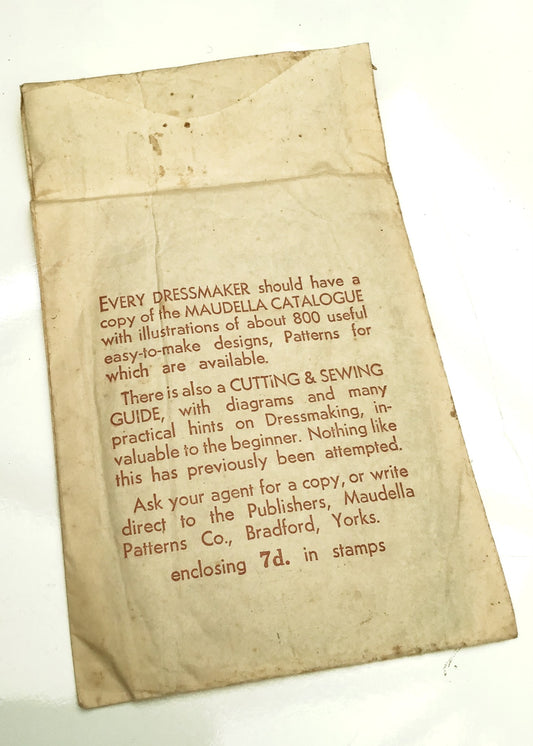 EVERY DRESSMAKER should have a
copy of the MAUDELLA CATALOGUE
with illustrations of about 800 useful
easy-to-make designs, Patterns for
which are available.
There is also a CUTTiNG & SEWING
GUIDE, with diagrams and many
practical hints on Dressmaking, in-
valuable to the beginner. Nothing like
this has previously been attempted.
Ask your agent for a copy, or write
direct to the Publishers, Maudella
Patterns Co., Bradford, Yorks.
enclosing 7d. in stamps